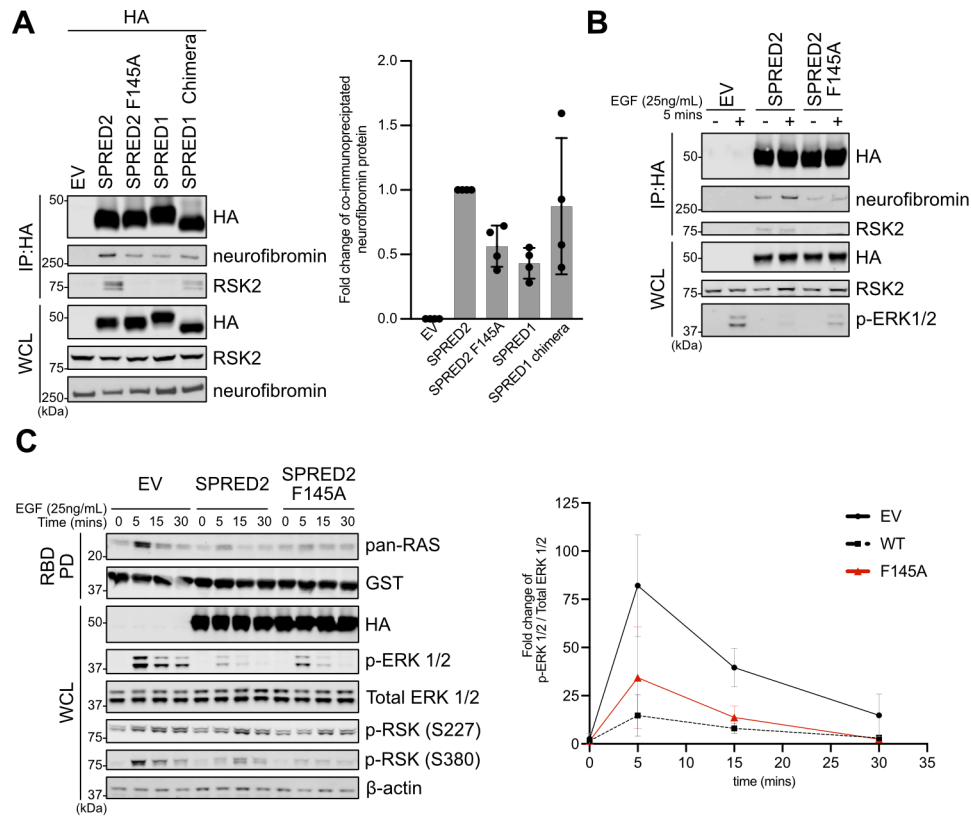 A
HA
EV
SPRED2
SPRED2 F145A
SPRED1
SPRED1 Chimera
IP:HA
50
HA
250
neurofibromin
75
RSK2
WCL
50
HA
75
RSK2
250
neurofibromin
(kDa)
Fold change of co-immunopreciptated
neurofibromin protein
2.0
1.5
1.0
0.5
0.0
EV
SPRED2
SPRED2 F145A
SPRED1
SPRED1 chimera
B
EV
SPRED2
SPRED2
F145A
EGF (25ng/mL)
5 mins
- + - + - +
IP:HA
50
HA
250
neurofibromin
75
RSK2
WCL
50
HA
75
RSK2
37
p-ERK1/2
(kDa)
C
EV
SPRED2
SPRED2
F145A
EGF (25ng/mL)
Time (mins) 0 5 15 30 0 5 15 30 0 5 15 30
RBD
PD
20
pan-RAS
37
GST
WCL
50
HA
37
p-ERK 1/2
37
Total ERK 1/2
75
p-RSK (S227)
75
p-RSK (S380)
37
β-actin
(kDa)
Fold change of
p-ERK 1/2 / Total ERK 1/2
125
100
75
50
25
0
0 5 10 15 20 25 30 35
time (mins)
EV
WT
F145A